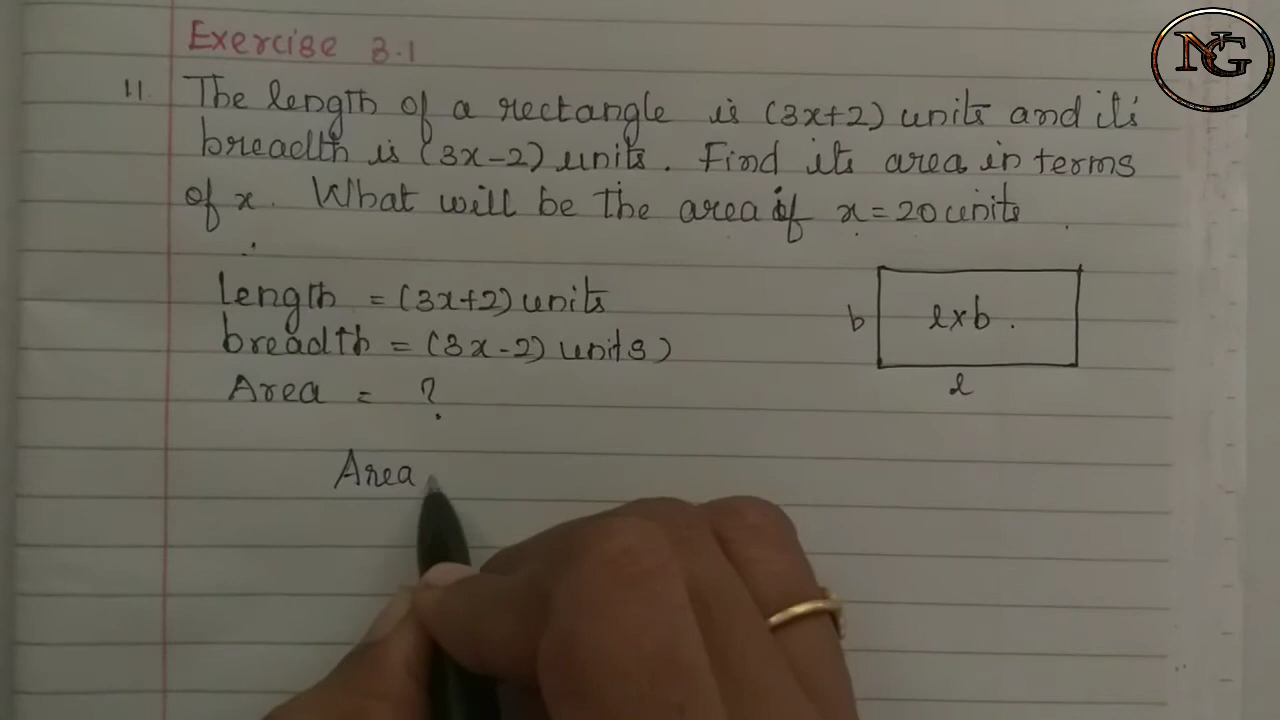 NG
Exercise 3.1
11. The length of a rectangle is (3x+2) units and its
breadth is (3x-2) units. Find its area in terms
of x. What will be the area if x = 20 units
Length = (3x+2) units
breadth = (3x-2) units)
Area = ?
b
l×b.
l
Area